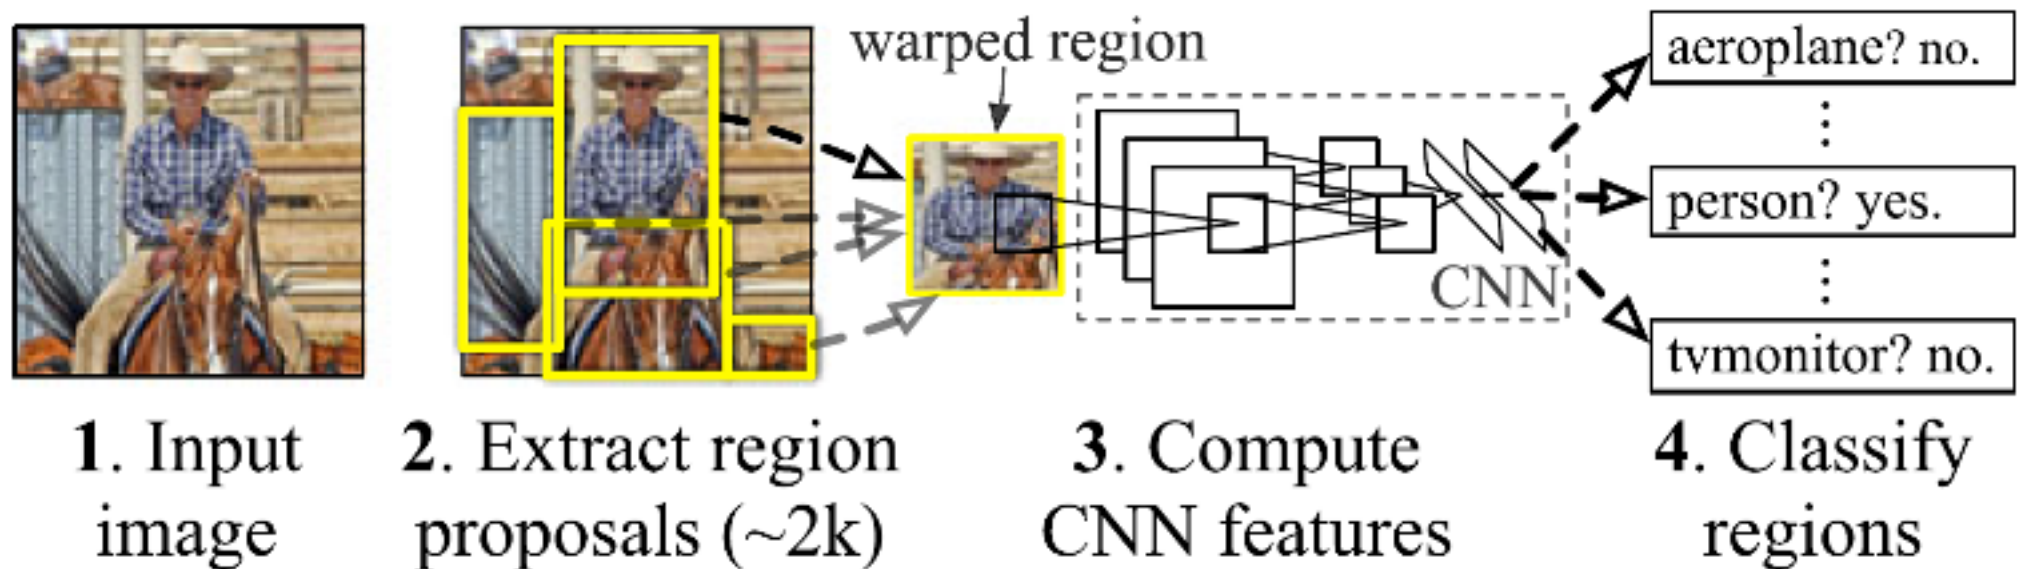 warped region
aeroplane? no.
⋮
person? yes.
⋮
tvmonitor? no.
CNN
1. Input
image
2. Extract region
proposals (~2k)
3. Compute
CNN features
4. Classify
regions